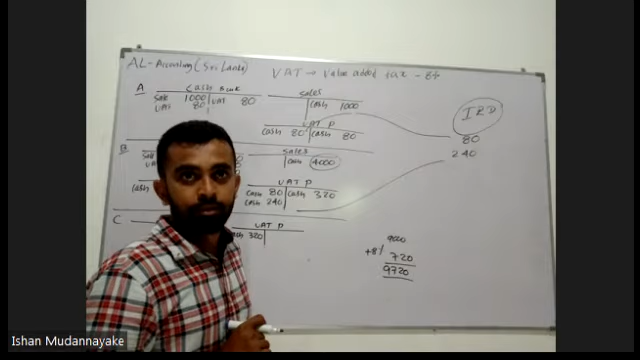 AL-Accounting (Sri Lanka)
VAT → Value added tax - 8%
A
Cash book
Sale 1000 VAT 80
VAT 80
Sales
Cash 1000
VAT P
Cash 80 Cash 80
IRD
80
240
B
Sales
Cash 4000
VAT P
Cash 80 Cash 320
Cash 240
C
VAT P
320
9000
+8% 720
9720
Ishan Mudannayake